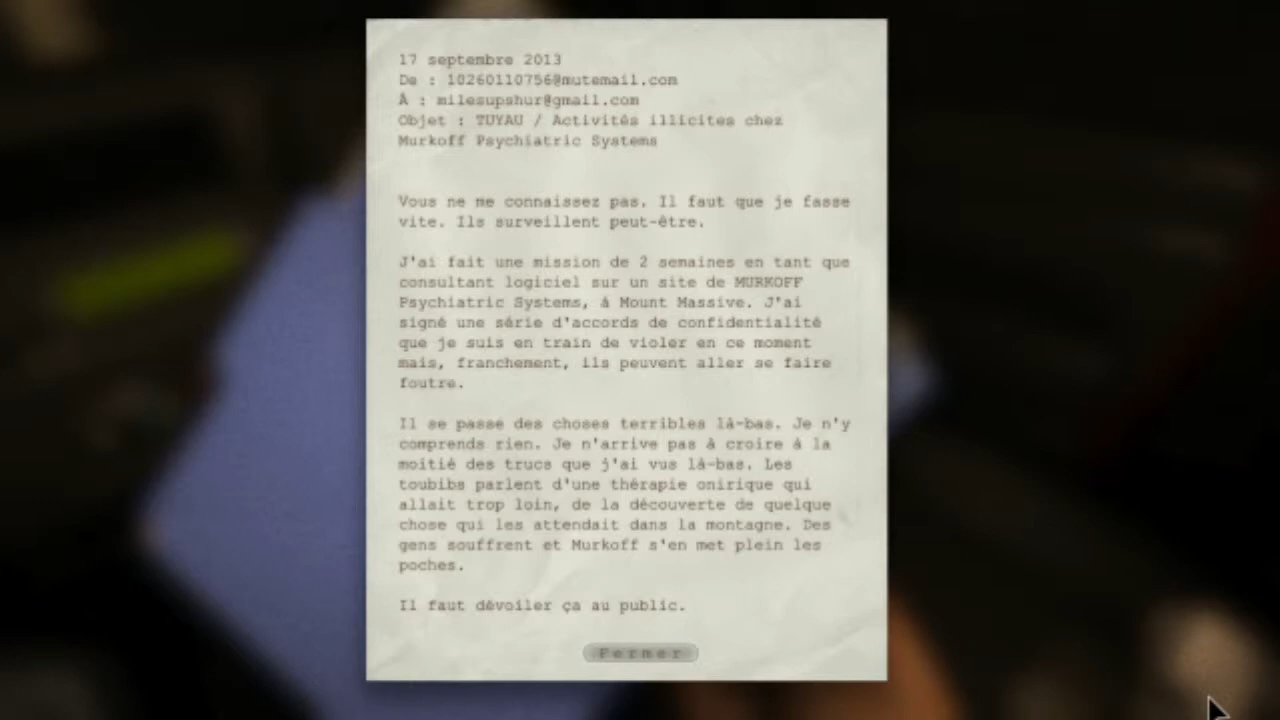 17 septembre 2013
De : 10260110756@mutemail.com
À : milesupshur@gmail.com
Objet : TUYAU / Activités illicites chez
Murkoff Psychiatric Systems
Vous ne me connaissez pas. Il faut que je fasse
vite. Ils surveillent peut-être.
J'ai fait une mission de 2 semaines en tant que
consultant logiciel sur un site de MURKOFF
Psychiatric Systems, à Mount Massive. J'ai
signé une série d'accords de confidentialité
que je suis en train de violer en ce moment
mais, franchement, ils peuvent aller se faire
foutre.
Il se passe des choses terribles là-bas. Je n'y
comprends rien. Je n'arrive pas à croire à la
moitié des trucs que j'ai vus là-bas. Les
toubibs parlent d'une thérapie onirique qui
allait trop loin, de la découverte de quelque
chose qui les attendait dans la montagne. Des
gens souffrent et Murkoff s'en met plein les
poches.
Il faut dévoiler ça au public.
Fermer